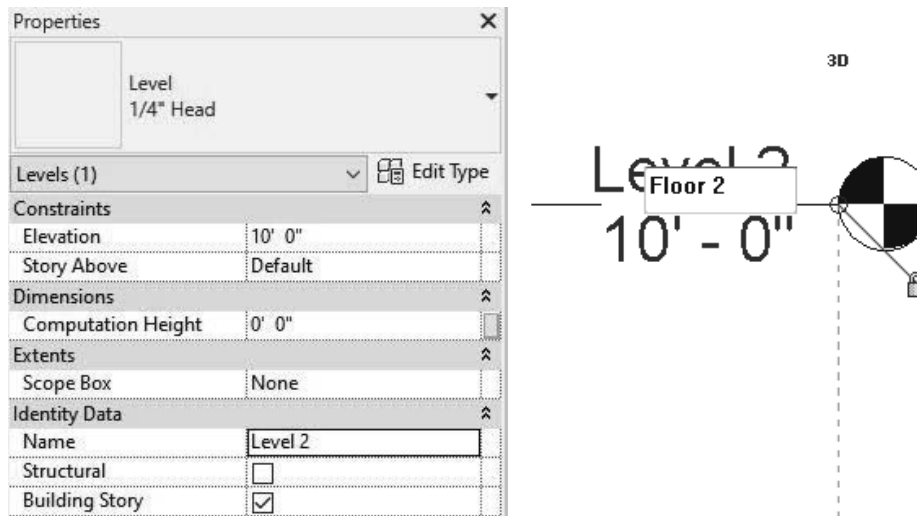 Properties
Level
1/4" Head
Levels (1)
Edit Type
Constraints
Elevation 10' 0"
Story Above Default
Dimensions
Computation Height 0' 0"
Extents
Scope Box None
Identity Data
Name Level 2
Structural
Building Story
3D
Level 2
Floor 2
10' - 0"